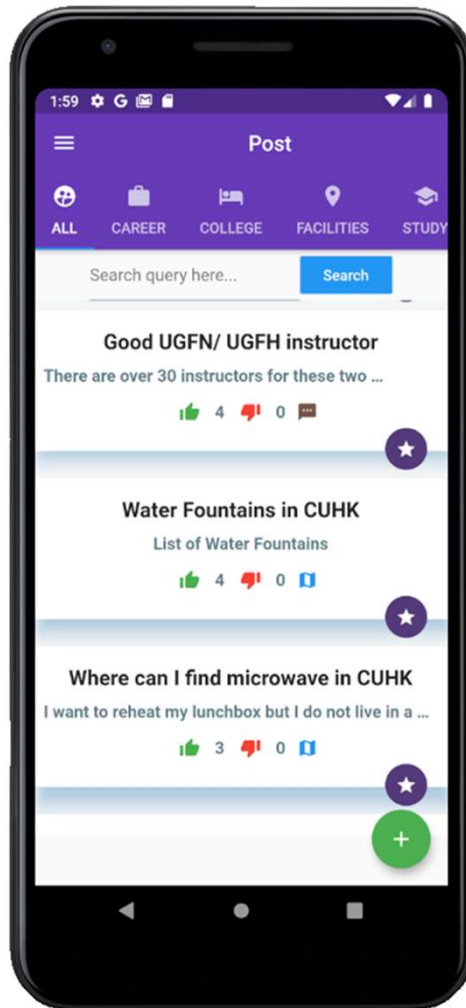 1:59
Post
ALL CAREER COLLEGE FACILITIES STUDY
Search query here... Search
Good UGFN/ UGFH instructor
There are over 30 instructors for these two ...
4 0
Water Fountains in CUHK
List of Water Fountains
4 0
Where can I find microwave in CUHK
I want to reheat my lunchbox but I do not live in a ...
3 0